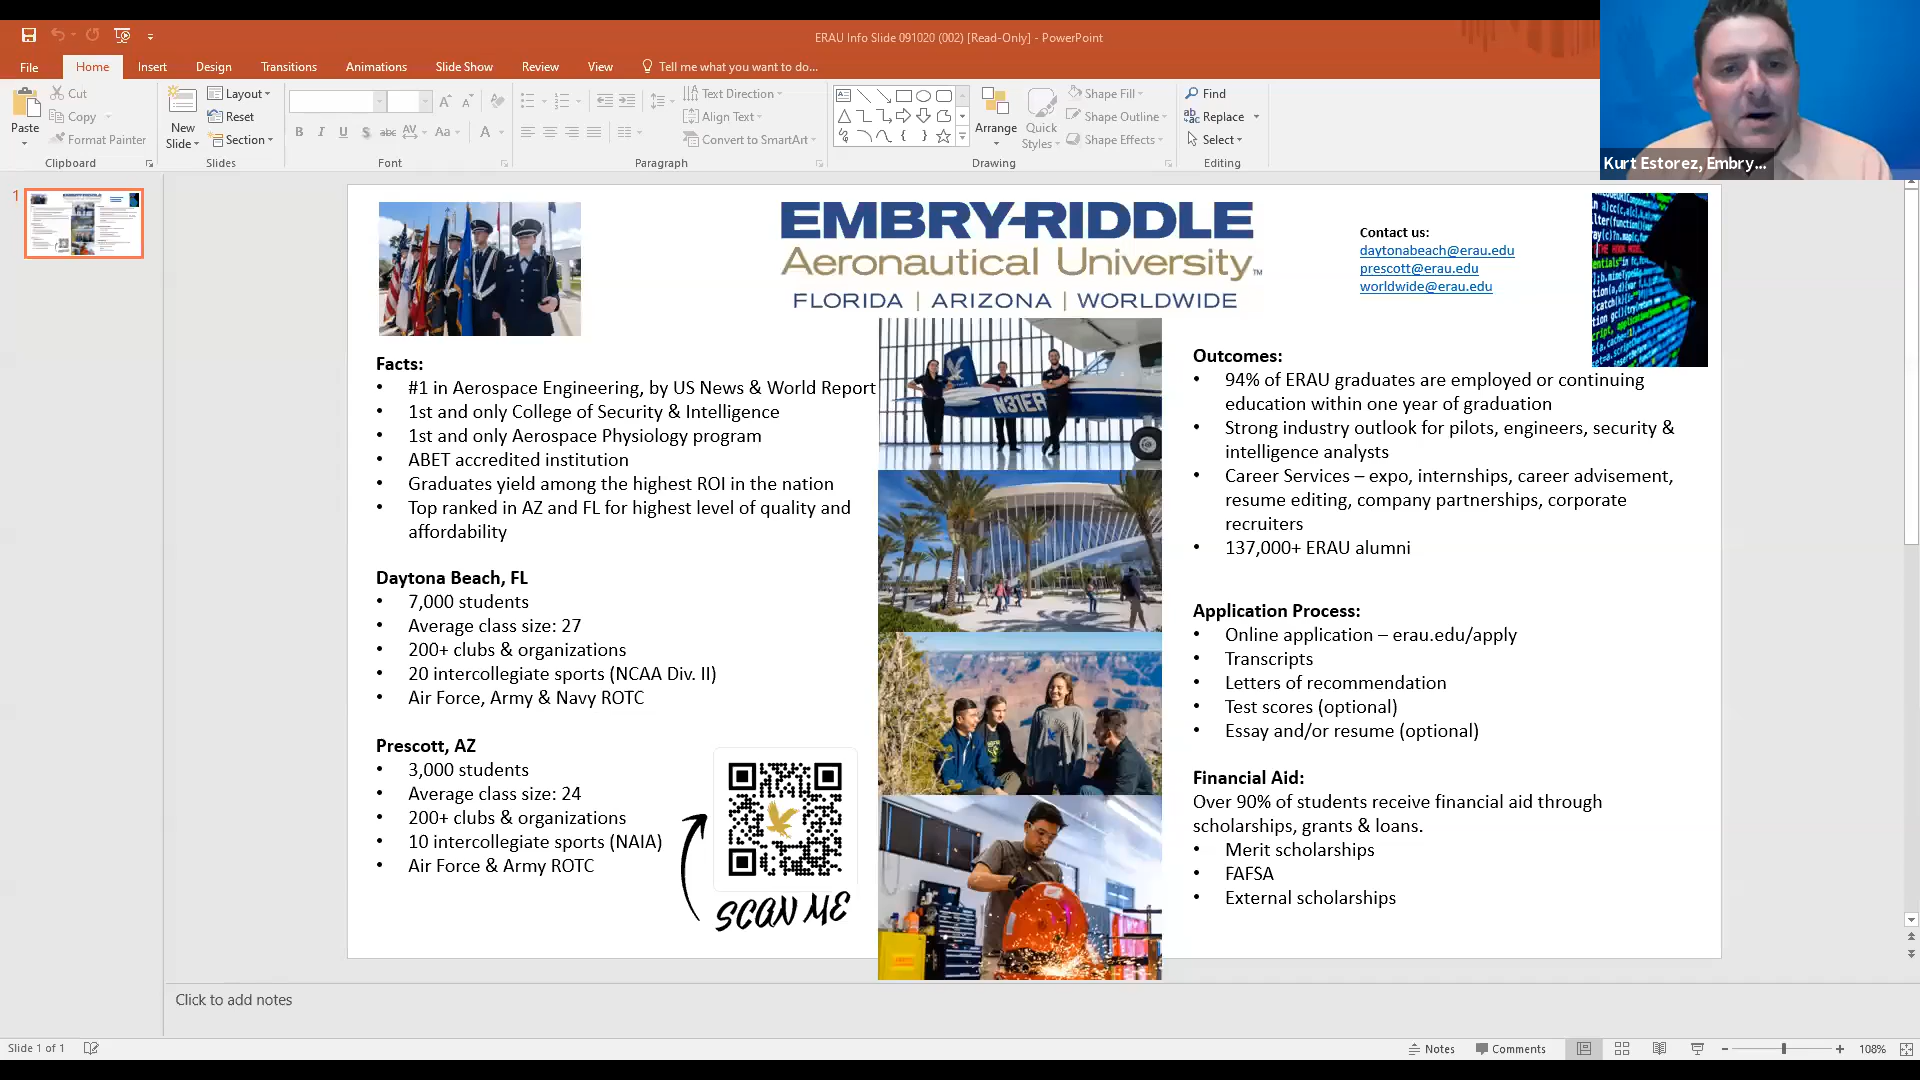 ERAU Info Slide 091020 (002) [Read-Only] - PowerPoint
File Home Insert Design Transitions Animations Slide Show Review View Tell me what you want to do...
Paste
Cut
Copy
Format Painter
Clipboard
New
Slide
Layout
Reset
Section
Slides
B I U S abc AV Aa A
Font
Text Direction
Align Text
Convert to SmartArt
Paragraph
Arrange
Quick
Styles
Shape Fill
Shape Outline
Shape Effects
Drawing
Find
Replace
Select
Editing
Kurt Estorez, Embry...
1
EMBRY-RIDDLE
Aeronautical University™
FLORIDA | ARIZONA | WORLDWIDE
Contact us:
daytonabeach@erau.edu
prescott@erau.edu
worldwide@erau.edu
Facts:
• #1 in Aerospace Engineering, by US News & World Report
• 1st and only College of Security & Intelligence
• 1st and only Aerospace Physiology program
• ABET accredited institution
• Graduates yield among the highest ROI in the nation
• Top ranked in AZ and FL for highest level of quality and
affordability
Daytona Beach, FL
• 7,000 students
• Average class size: 27
• 200+ clubs & organizations
• 20 intercollegiate sports (NCAA Div. II)
• Air Force, Army & Navy ROTC
Prescott, AZ
• 3,000 students
• Average class size: 24
• 200+ clubs & organizations
• 10 intercollegiate sports (NAIA)
• Air Force & Army ROTC
SCAN ME
N31ER
Outcomes:
• 94% of ERAU graduates are employed or continuing
education within one year of graduation
• Strong industry outlook for pilots, engineers, security &
intelligence analysts
• Career Services – expo, internships, career advisement,
resume editing, company partnerships, corporate
recruiters
• 137,000+ ERAU alumni
Application Process:
• Online application – erau.edu/apply
• Transcripts
• Letters of recommendation
• Test scores (optional)
• Essay and/or resume (optional)
Financial Aid:
Over 90% of students receive financial aid through
scholarships, grants & loans.
• Merit scholarships
• FAFSA
• External scholarships
Click to add notes
Slide 1 of 1
Notes
Comments
108%